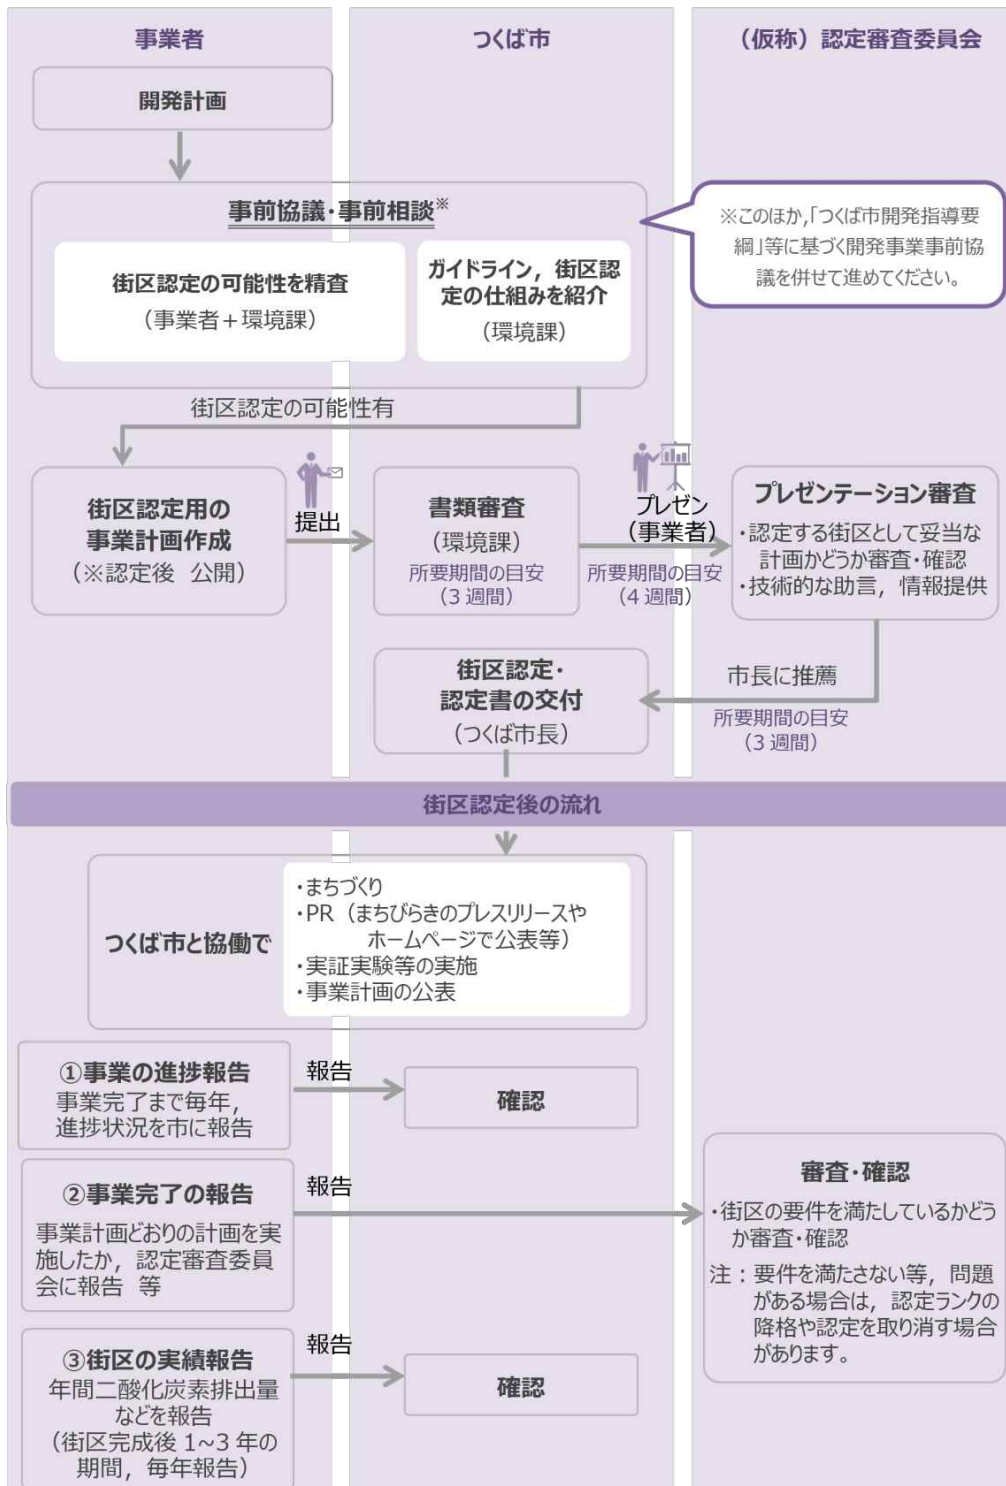 事業者
つくば市
（仮称）認定審査委員会
開発計画
事前協議・事前相談※
街区認定の可能性を精査
（事業者＋環境課）
ガイドライン，街区認
定の仕組みを紹介
（環境課）
※このほか,「つくば市開発指導要
綱」等に基づく開発事業事前協
議を併せて進めてください。
街区認定の可能性有
街区認定用の
事業計画作成
（※認定後 公開）
提出
書類審査
（環境課）
所要期間の目安
（3 週間）
プレゼン
（事業者）
所要期間の目安
（4 週間）
プレゼンテーション審査
・認定する街区として妥当な
計画かどうか審査・確認
・技術的な助言，情報提供
市長に推薦
所要期間の目安
（3 週間）
街区認定・
認定書の交付
（つくば市長）
街区認定後の流れ
つくば市と協働で
・まちづくり
・PR（まちびらきのプレスリリースや
ホームページで公表等）
・実証実験等の実施
・事業計画の公表
①事業の進捗報告
事業完了まで毎年，
進捗状況を市に報告
報告
確認
②事業完了の報告
事業計画どおりの計画を実
施したか，認定審査委員
会に報告 等
報告
審査・確認
・街区の要件を満たしているかどう
か審査・確認
注：要件を満たさない等，問題
がある場合は，認定ランクの
降格や認定を取り消す場合
があります。
③街区の実績報告
年間二酸化炭素排出量
などを報告
（街区完成後 1~3 年の
期間，毎年報告）
報告
確認